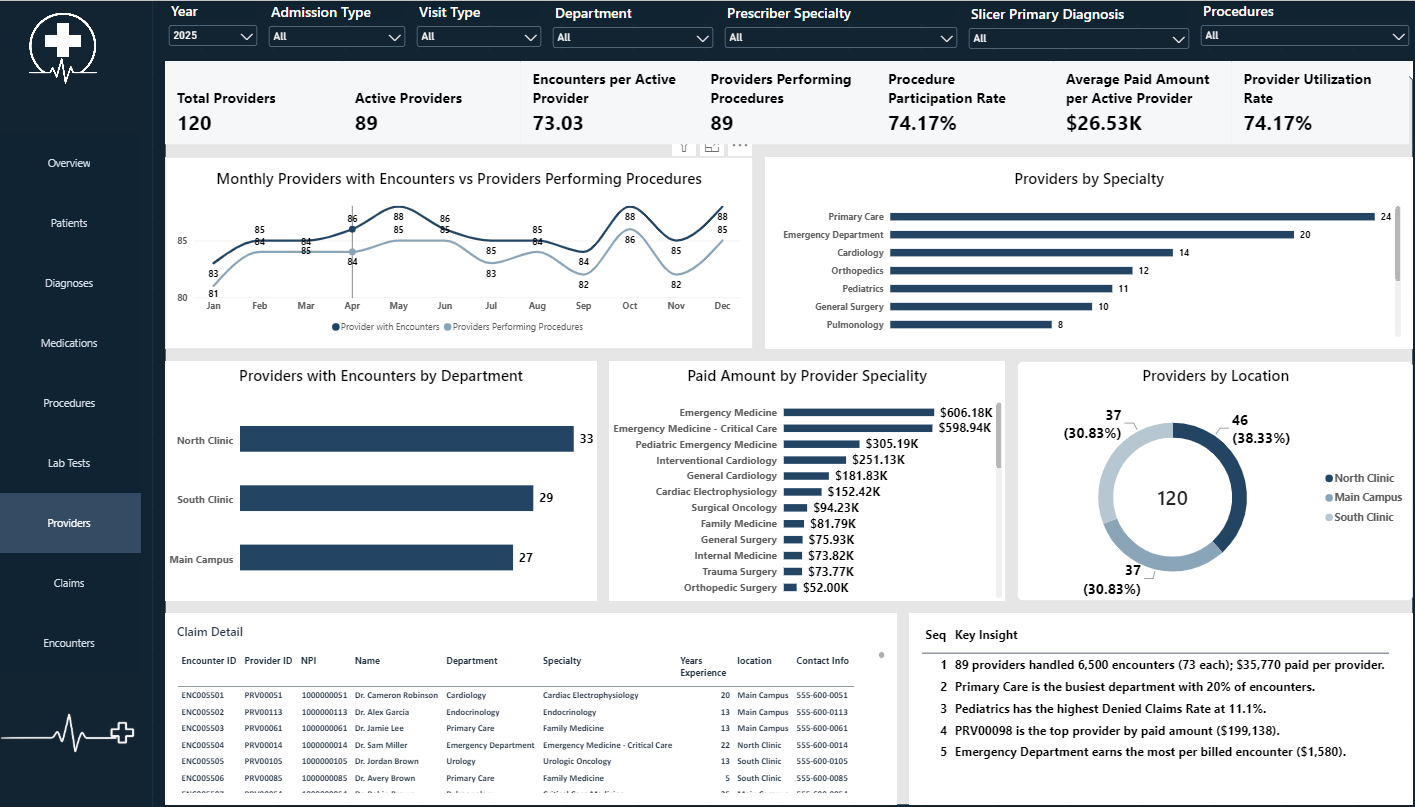 Year
Admission Type
Visit Type
Department
Prescriber Specialty
Slicer Primary Diagnosis
Procedures
2025
All
All
All
All
All
All
Total Providers
120
Active Providers
89
Encounters per Active
Provider
73.03
Providers Performing
Procedures
89
Procedure
Participation Rate
74.17%
Average Paid Amount
per Active Provider
$26.53K
Provider Utilization
Rate
74.17%
Overview
Patients
Diagnoses
Medications
Procedures
Lab Tests
Providers
Claims
Encounters
Monthly Providers with Encounters vs Providers Performing Procedures
85
80
83
85
84
86
88
86
85
85
84
88
85
88
81
84
85
84
85
85
83
84
82
86
82
85
Jan Feb Mar Apr May Jun Jul Aug Sep Oct Nov Dec
Provider with Encounters Providers Performing Procedures
Providers by Specialty
Primary Care 24
Emergency Department 20
Cardiology 14
Orthopedics 12
Pediatrics 11
General Surgery 10
Pulmonology 8
Providers with Encounters by Department
North Clinic 33
South Clinic 29
Main Campus 27
Paid Amount by Provider Speciality
Emergency Medicine $606.18K
Emergency Medicine - Critical Care $598.94K
Pediatric Emergency Medicine $305.19K
Interventional Cardiology $251.13K
General Cardiology $181.83K
Cardiac Electrophysiology $152.42K
Surgical Oncology $94.23K
Family Medicine $81.79K
General Surgery $75.93K
Internal Medicine $73.82K
Trauma Surgery $73.77K
Orthopedic Surgery $52.00K
Providers by Location
37
(30.83%)
46
(38.33%)
120
37
(30.83%)
North Clinic
Main Campus
South Clinic
Claim Detail
Encounter ID Provider ID NPI Name Department Specialty Years Experience location Contact Info
ENC005501 PRV00051 1000000051 Dr. Cameron Robinson Cardiology Cardiac Electrophysiology 20 Main Campus 555-600-0051
ENC005502 PRV00113 1000000113 Dr. Alex Garcia Endocrinology Endocrinology 13 Main Campus 555-600-0113
ENC005503 PRV00061 1000000061 Dr. Jamie Lee Primary Care Family Medicine 13 Main Campus 555-600-0061
ENC005504 PRV00014 1000000014 Dr. Sam Miller Emergency Department Emergency Medicine - Critical Care 22 North Clinic 555-600-0014
ENC005505 PRV00105 1000000105 Dr. Jordan Brown Urology Urologic Oncology 13 South Clinic 555-600-0105
ENC005506 PRV00085 1000000085 Dr. Avery Brown Primary Care Family Medicine 5 South Clinic 555-600-0085
Seq Key Insight
1 89 providers handled 6,500 encounters (73 each); $35,770 paid per provider.
2 Primary Care is the busiest department with 20% of encounters.
3 Pediatrics has the highest Denied Claims Rate at 11.1%.
4 PRV00098 is the top provider by paid amount ($199,138).
5 Emergency Department earns the most per billed encounter ($1,580).